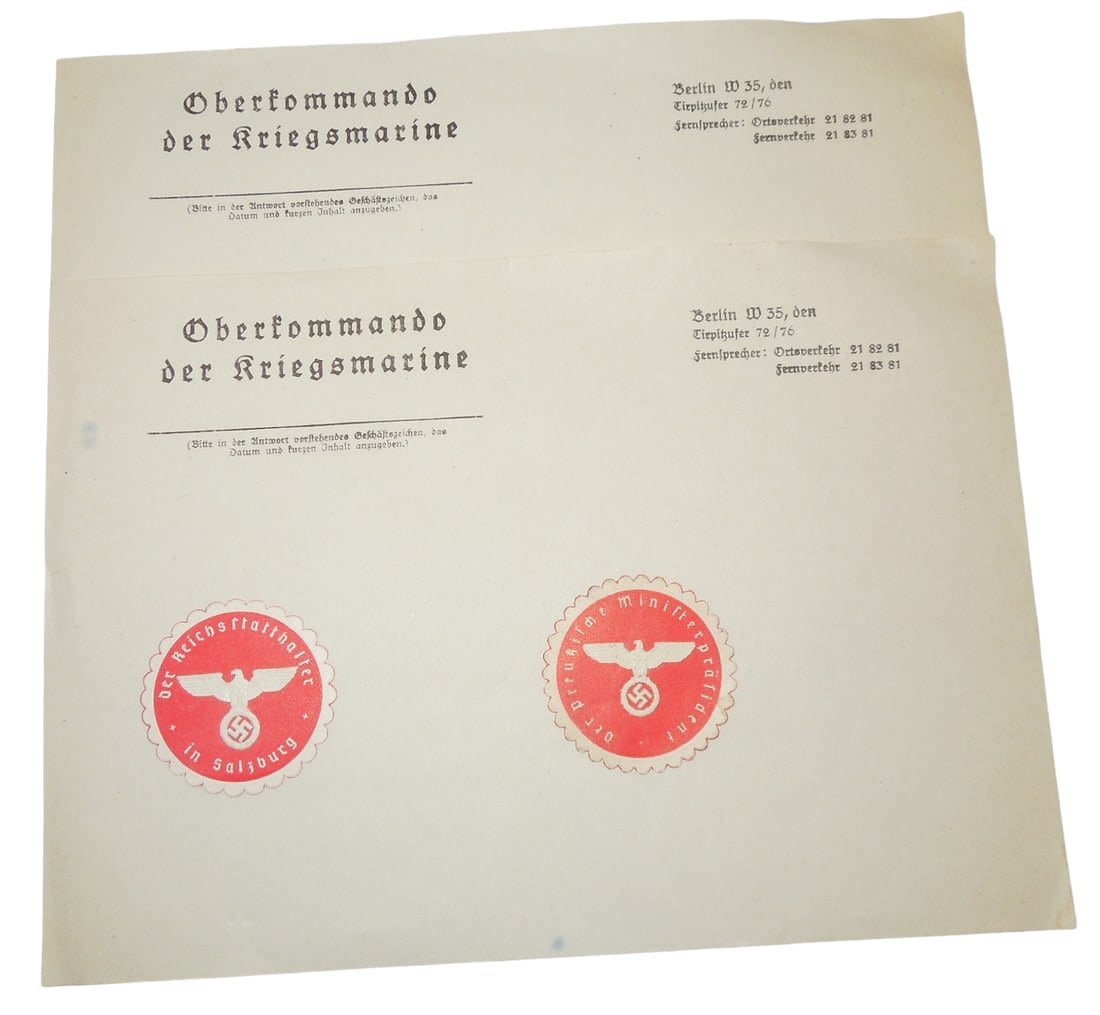 Oberkommando
der Kriegsmarine
Berlin W 35, den
Tirpitzufer 72/76
Fernsprecher: Ortsverkehr 21 82 81
Fernverkehr 21 83 81
(Bitte in der Antwort vorstehendes Geschäftszeichen, das
Datum und kurzen Inhalt anzugeben.)
Oberkommando
der Kriegsmarine
Berlin W 35, den
Tirpitzufer 72/76
Fernsprecher: Ortsverkehr 21 82 81
Fernverkehr 21 83 81
(Bitte in der Antwort vorstehendes Geschäftszeichen, das
Datum und kurzen Inhalt anzugeben.)
der Reichsstatthalter
in Salzburg
Der Preußische Ministerpräsident